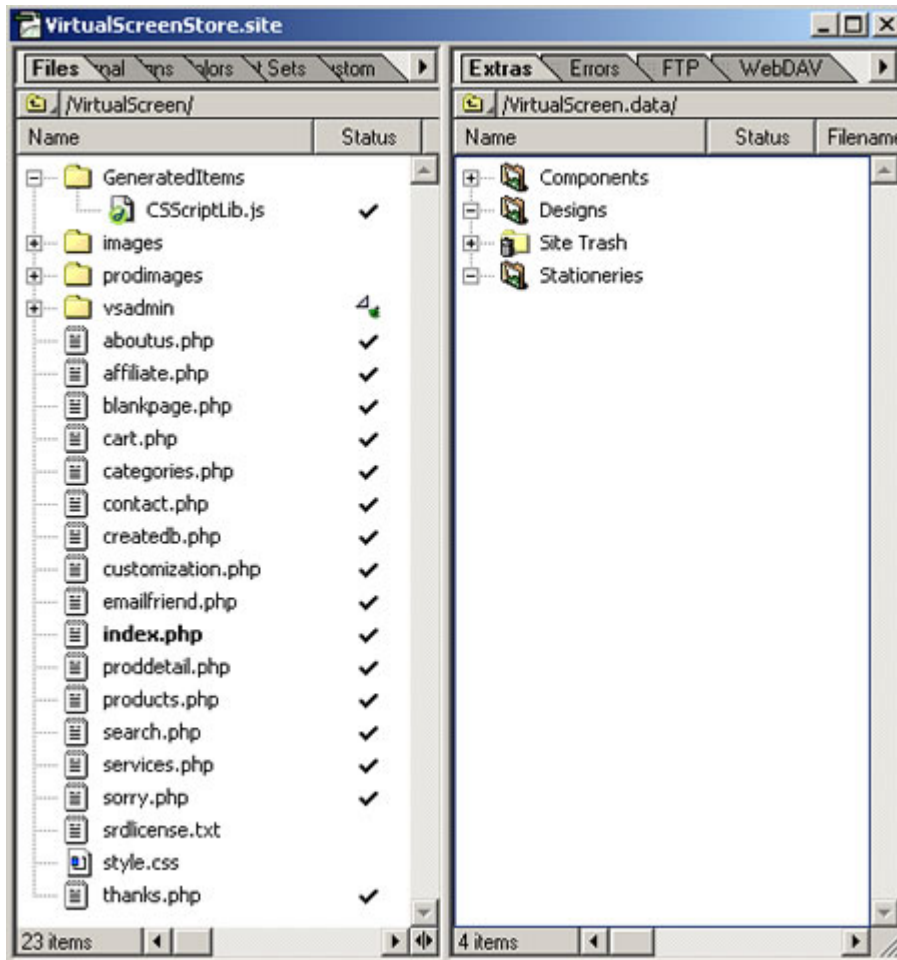 VirtualScreenStore.site
Files Sets
Extras Errors FTP WebDAV
/VirtualScreen/
/VirtualScreen.data/
Name Status
Name Status Filename
GeneratedItems
CSScriptLib.js
images
prodimages
vsadmin
aboutus.php
affiliate.php
blankpage.php
cart.php
categories.php
contact.php
createdb.php
customization.php
emailfriend.php
index.php
proddetail.php
products.php
search.php
services.php
sorry.php
srdlicense.txt
style.css
thanks.php
23 items
Components
Designs
Site Trash
Stationeries
4 items